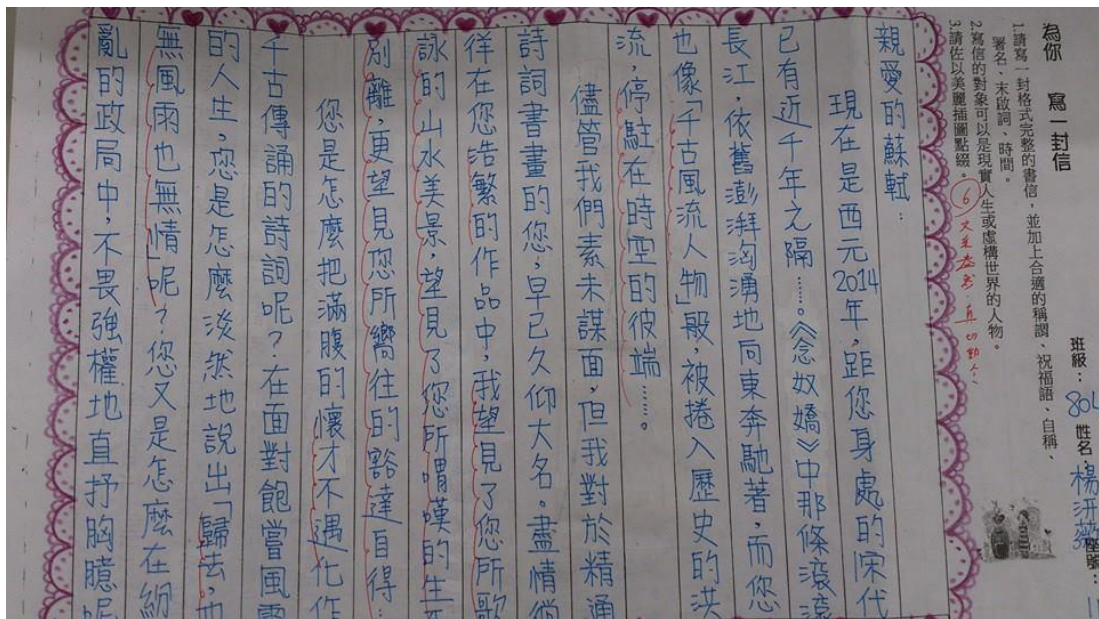 為你 寫一封信
1.請寫一封格式完整的書信,並加上合適的稱謂、祝福語、自稱、
署名、末啟詞、時間。
2.寫信的對象可以是現實人生或虛構世界的人物。
3.請佐以美麗插圖點綴。
班級:804 姓名:楊 座號:11
親愛的蘇軾:
現在是西元2014年,距您身處的宋代
已有近千年之隔……。《念奴嬌》中那條滾滾
長江,依舊澎湃洶湧地向東奔馳著,而您
也像「千古風流人物」般,被捲入歷史的洪
流,停駐在時空的彼端……。
儘管我們素未謀面,但我對於精通
詩詞書畫的您,早已久仰大名。盡情徜
徉在您浩繁的作品中,我望見了您所歌
詠的山水美景,望見了您所喟嘆的生
別離,更望見您所嚮往的豁達自得…
您是怎麼把滿腹的懷才不遇化作
千古傳誦的詩詞呢?在面對飽嘗風
的人生,您是怎麼淡然地說出「歸去,也
無風雨也無情」呢?您又是怎麼在紛
亂的政局中,不畏強權地直抒胸臆呢